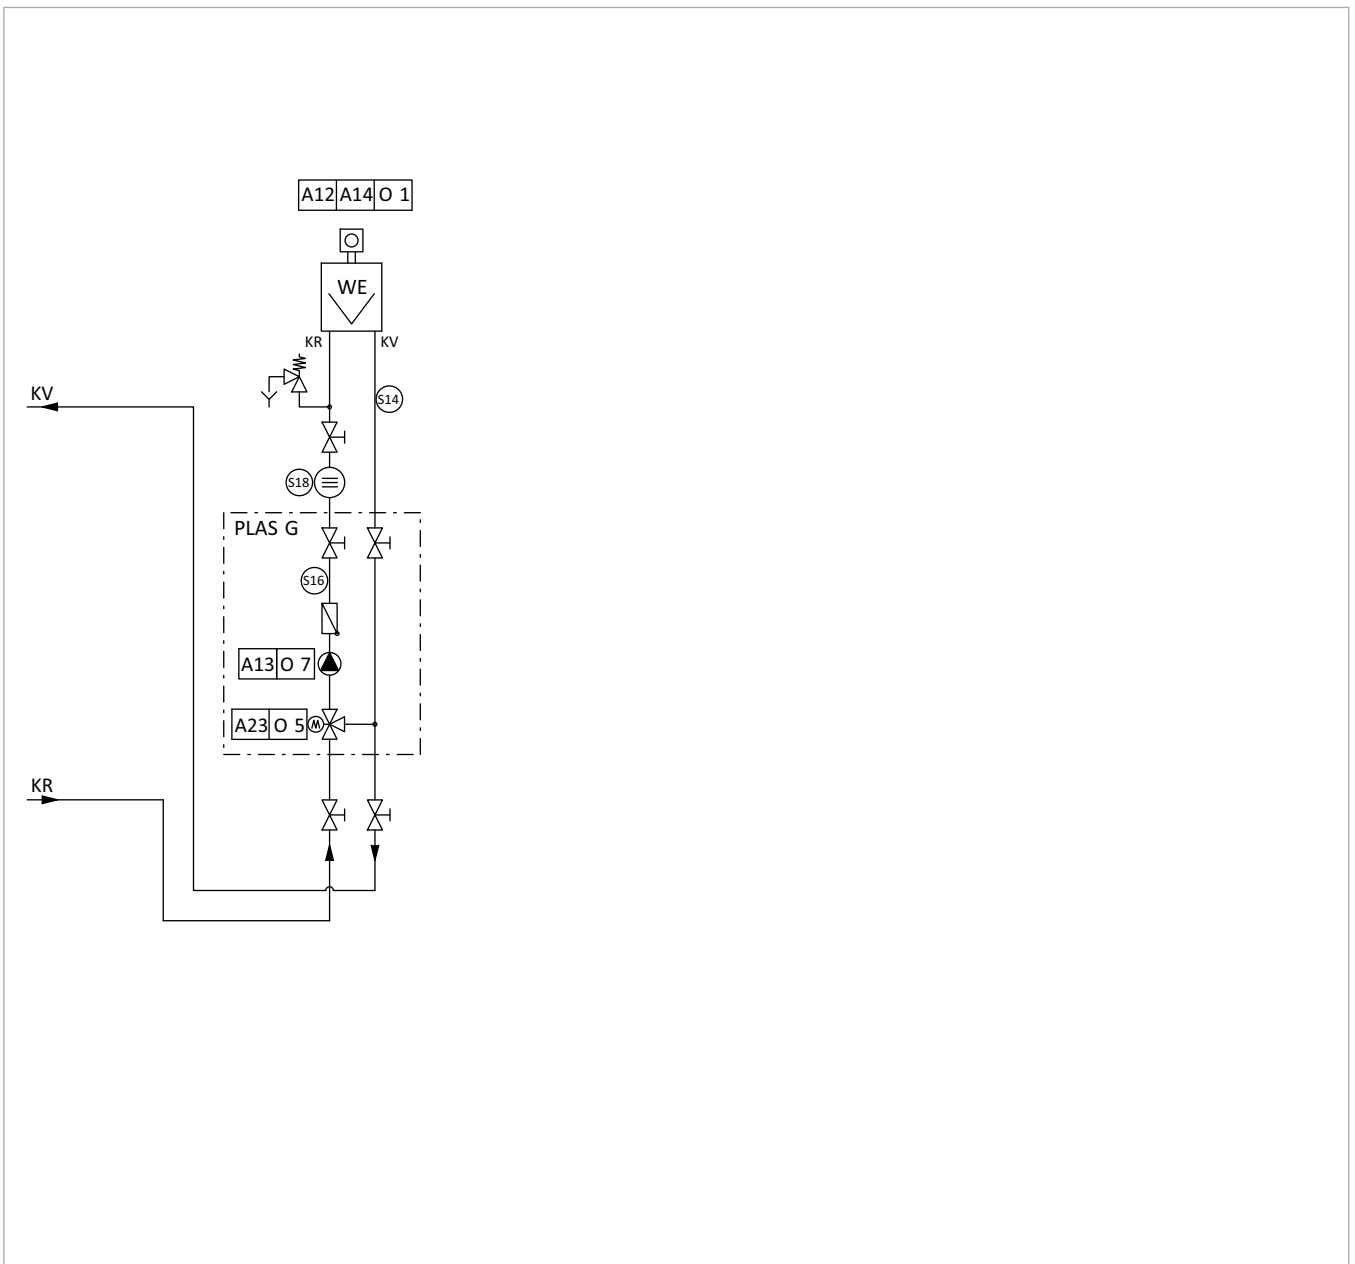 A12 A14 O 1
WE
KR KV
KV
S14
S18
PLAS G
S16
A13 O 7
A23 O 5 M
KR